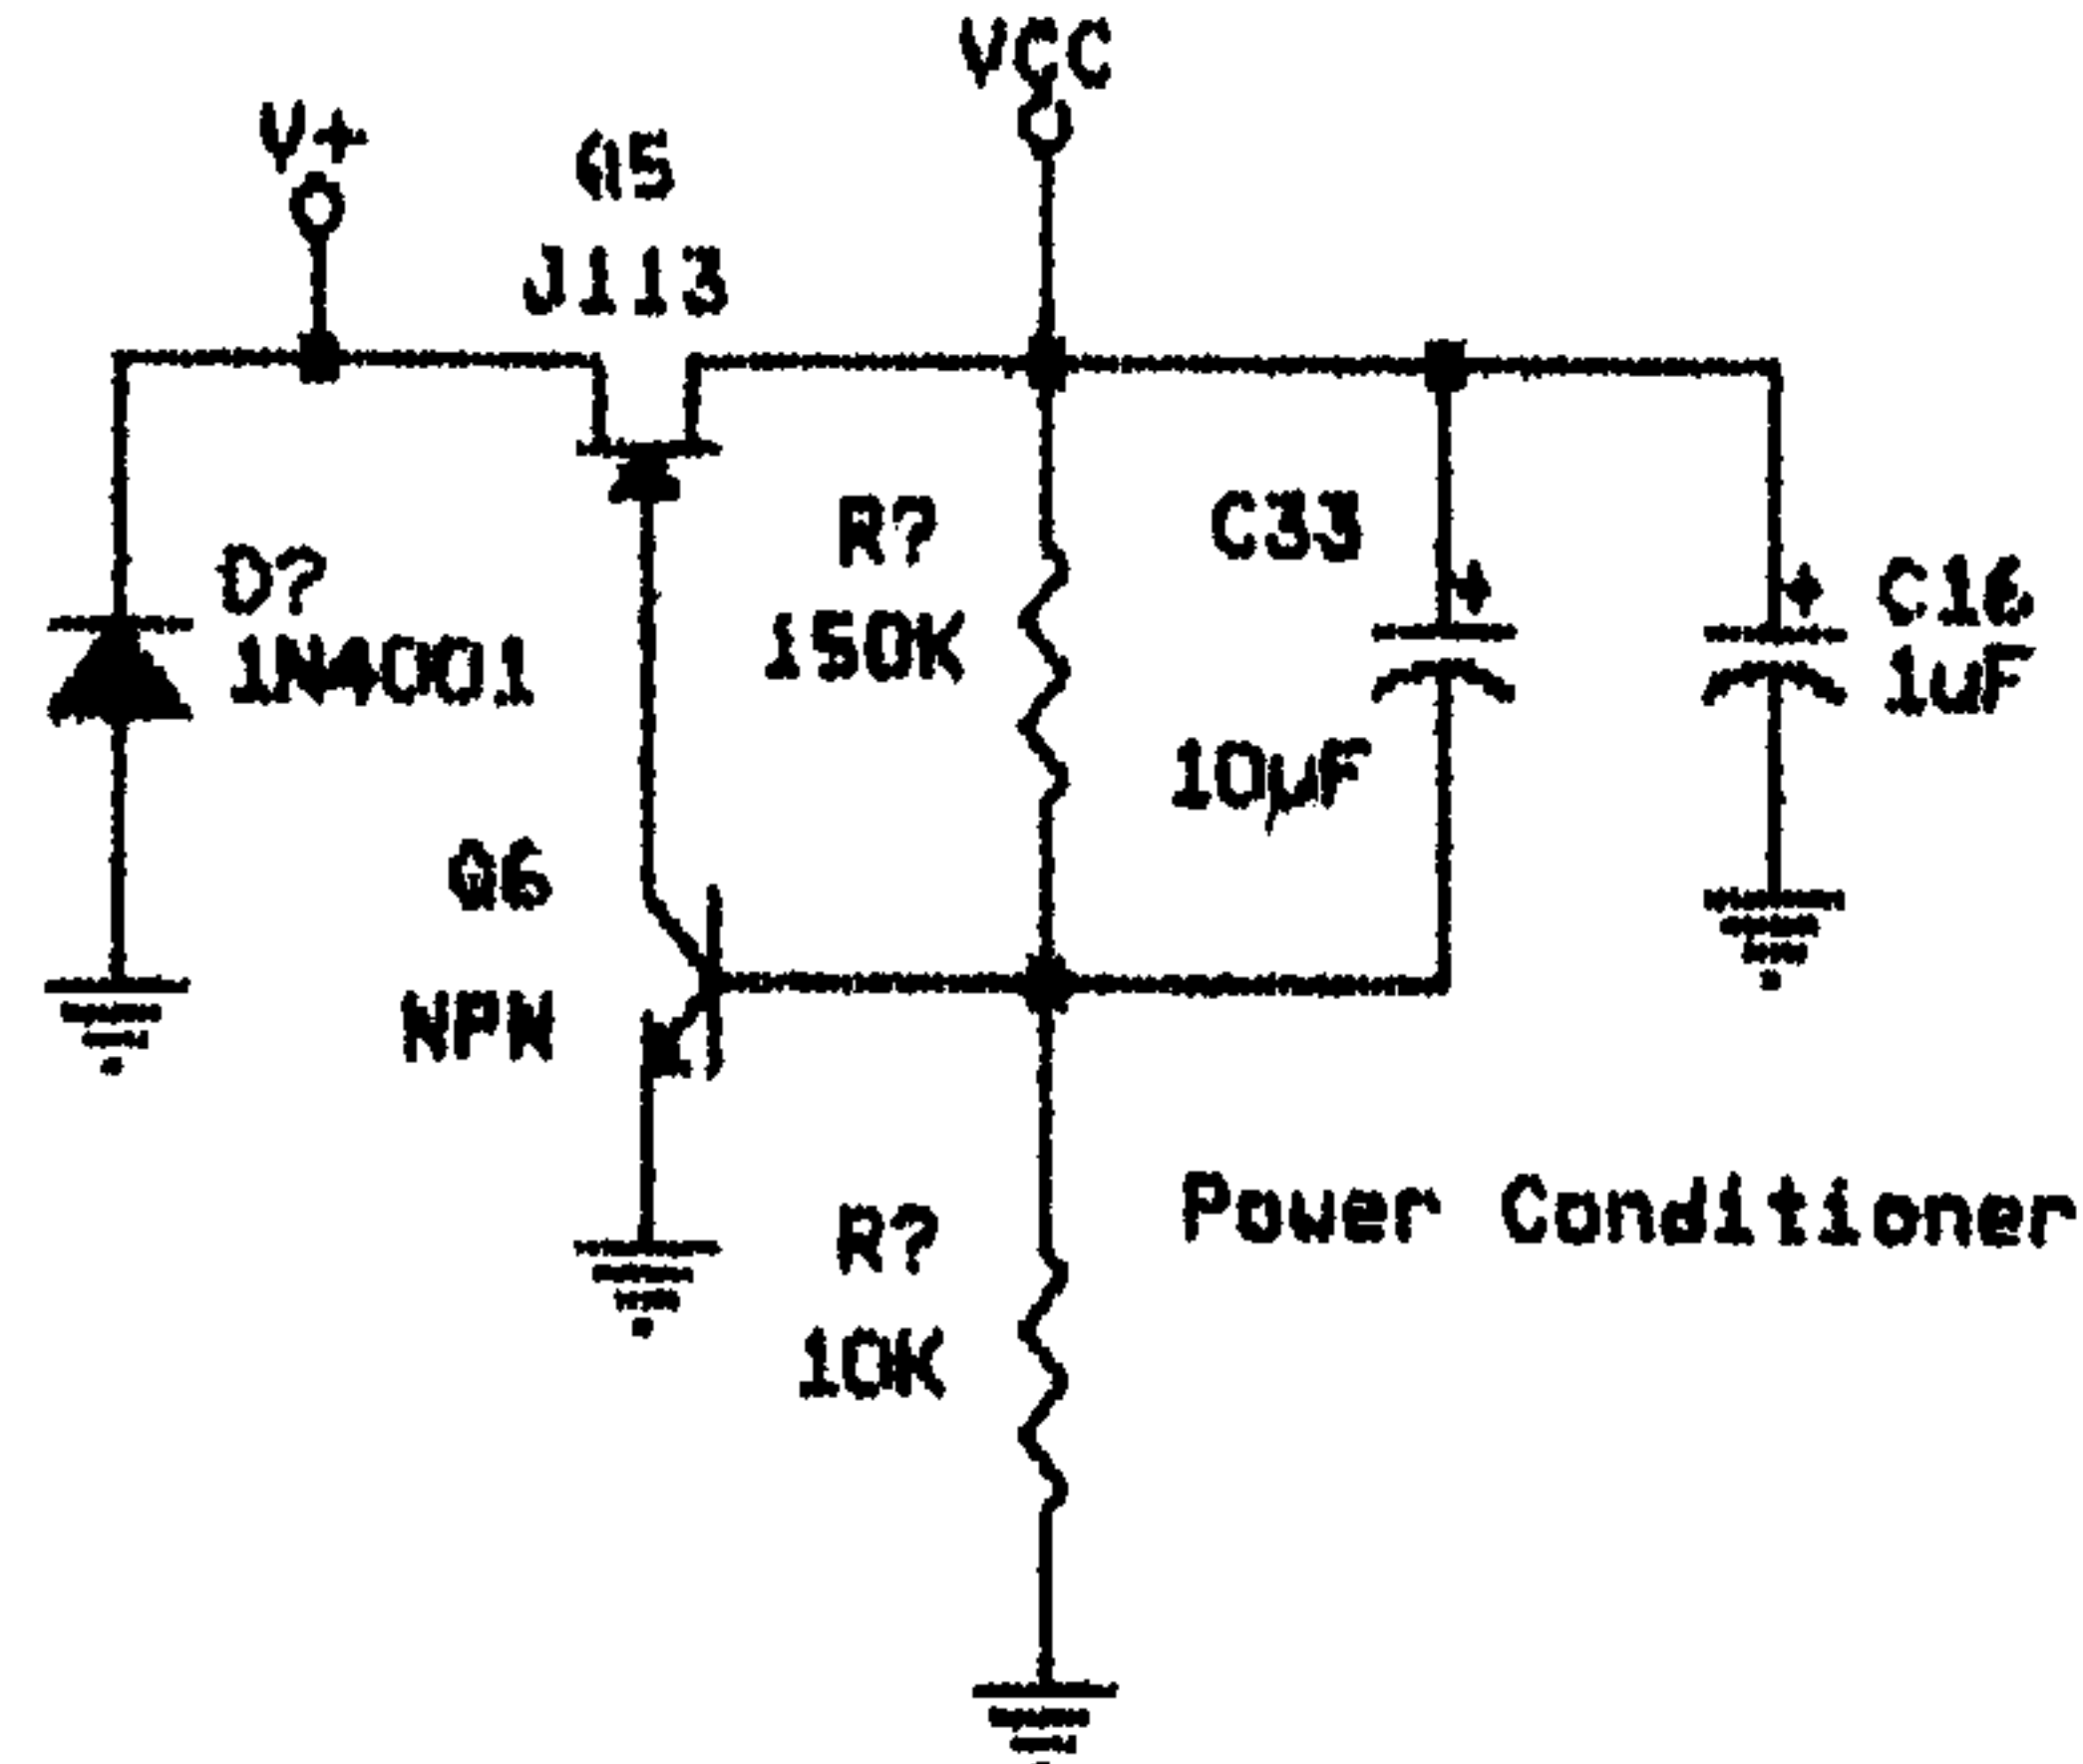 VCC
V+
Q5
J113
R?
150K
C33
10µF
C16
1uF
D?
1N4001
Q6
NPN
R?
10K
Power Conditioner